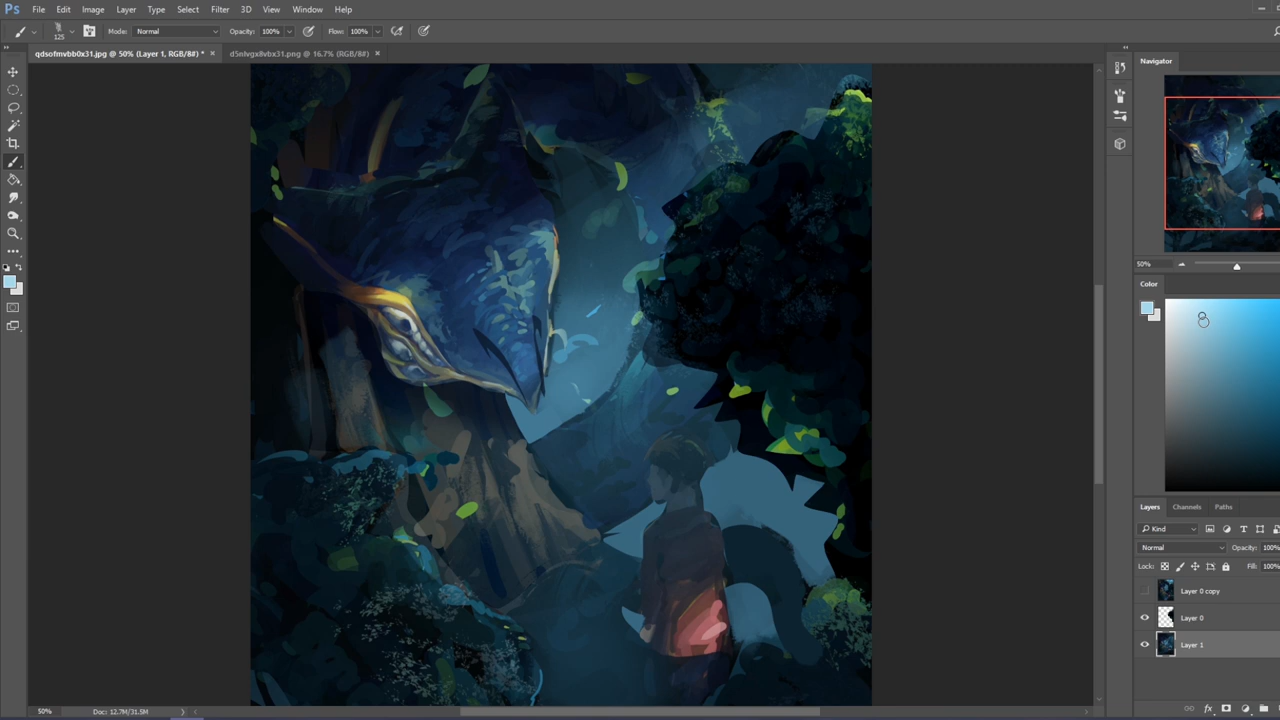 Ps File Edit Image Layer Type Select Filter 3D View Window Help
125 Mode: Normal Opacity: 100% Flow: 100%
qdsofmvbb0x31.jpg @ 50% (Layer 1, RGB/8#) * × d5nlvgx8vbx31.png @ 16.7% (RGB/8#) ×
Navigator
50%
Color
Layers Channels Paths
Kind
Normal Opacity: 100%
Lock: Fill: 100%
Layer 0 copy
Layer 0
Layer 1
fx
50% Doc: 12.7M/31.5M